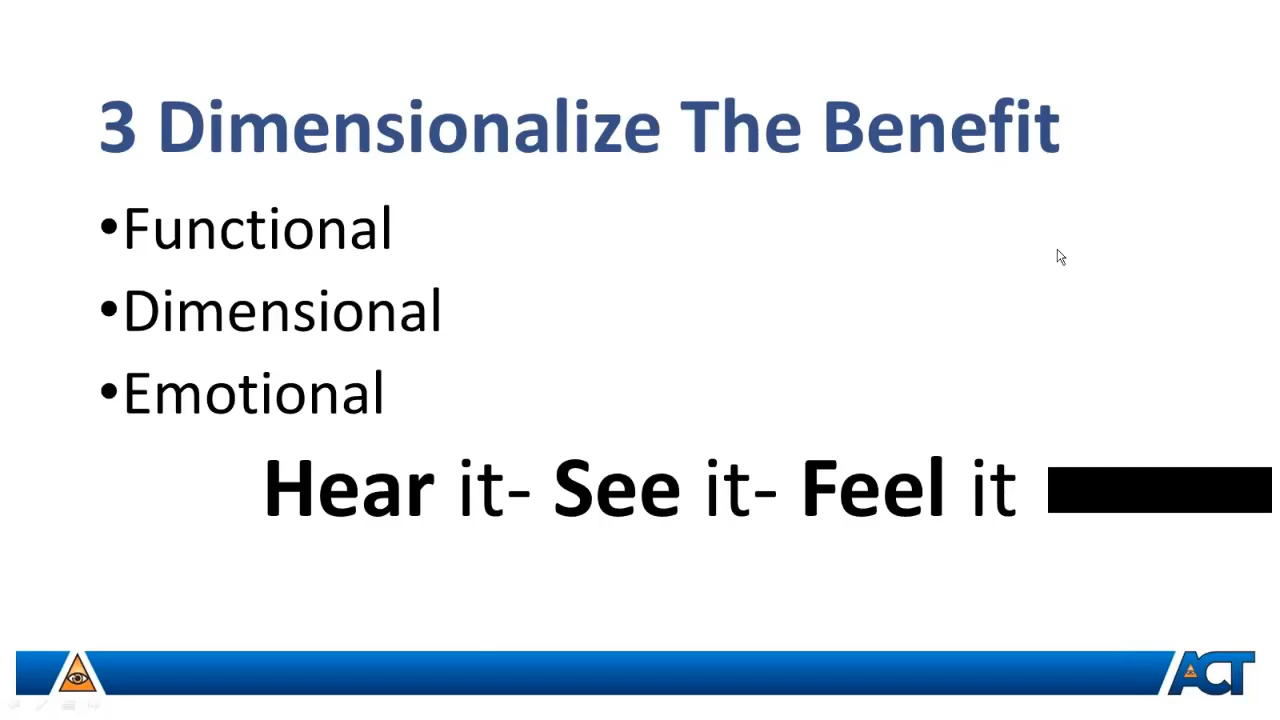 3 Dimensionalize The Benefit
•Functional
•Dimensional
•Emotional
Hear it- See it- Feel it
ACT